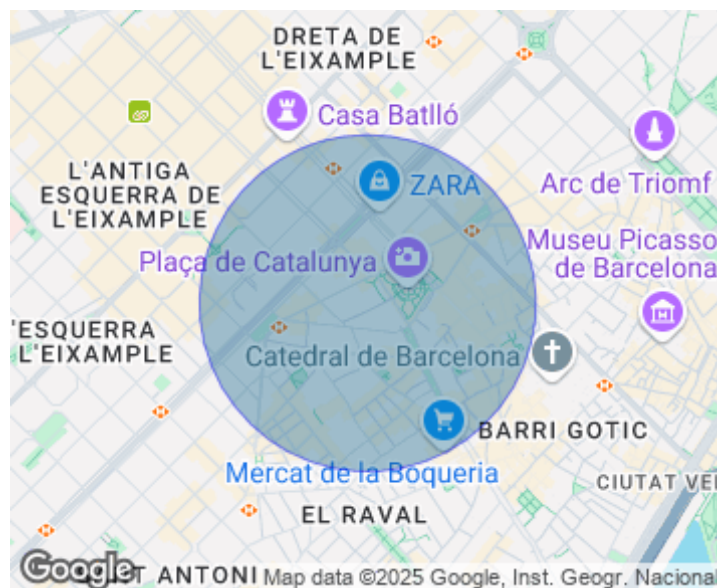 DRETA DE
L'EIXAMPLE
Casa Batlló
L'ANTIGA
ESQUERRA DE
L'EIXAMPLE
ZARA
Arc de Triomf
Plaça de Catalunya
Museu Picasso
de Barcelona
'ESQUERRA
L'EIXAMPLE
Catedral de Barcelona
BARRI GOTIC
Mercat de la Boqueria
CIUTAT VE
EL RAVAL
Google
T ANTONI
Map data ©2025 Google, Inst. Geogr. Nacional